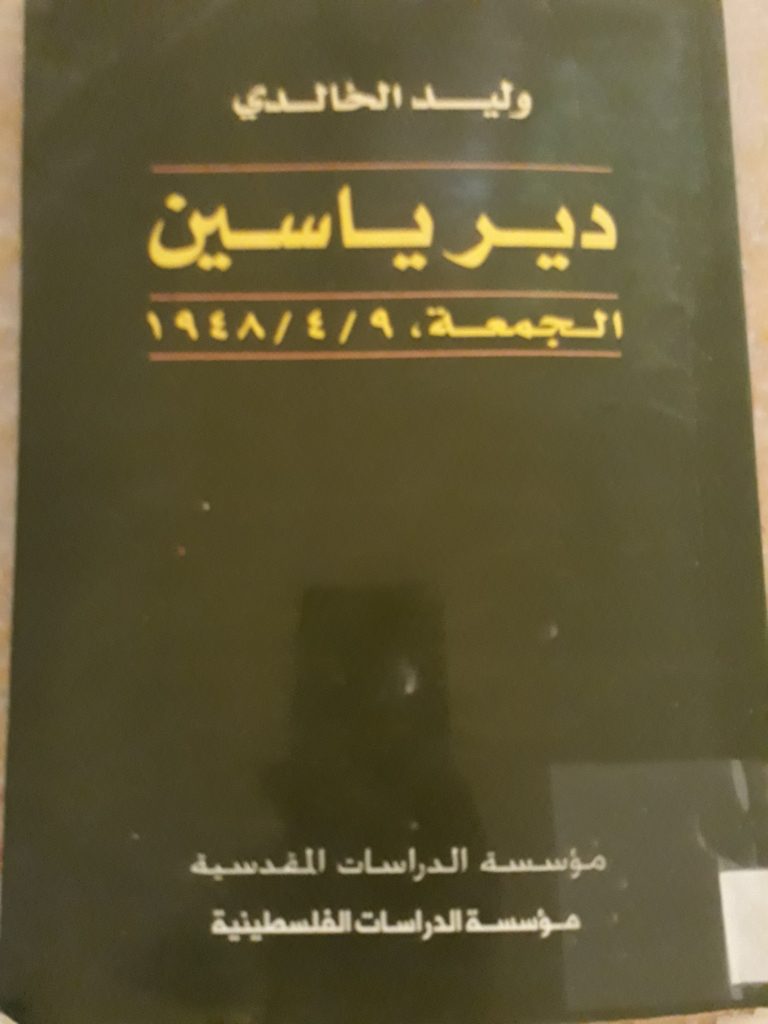 وليد الخالدي
دير ياسين
الجمعة، ٩/٤/١٩٤٨
مؤسسة الدراسات المقدسية
مؤسسة الدراسات الفلسطينية